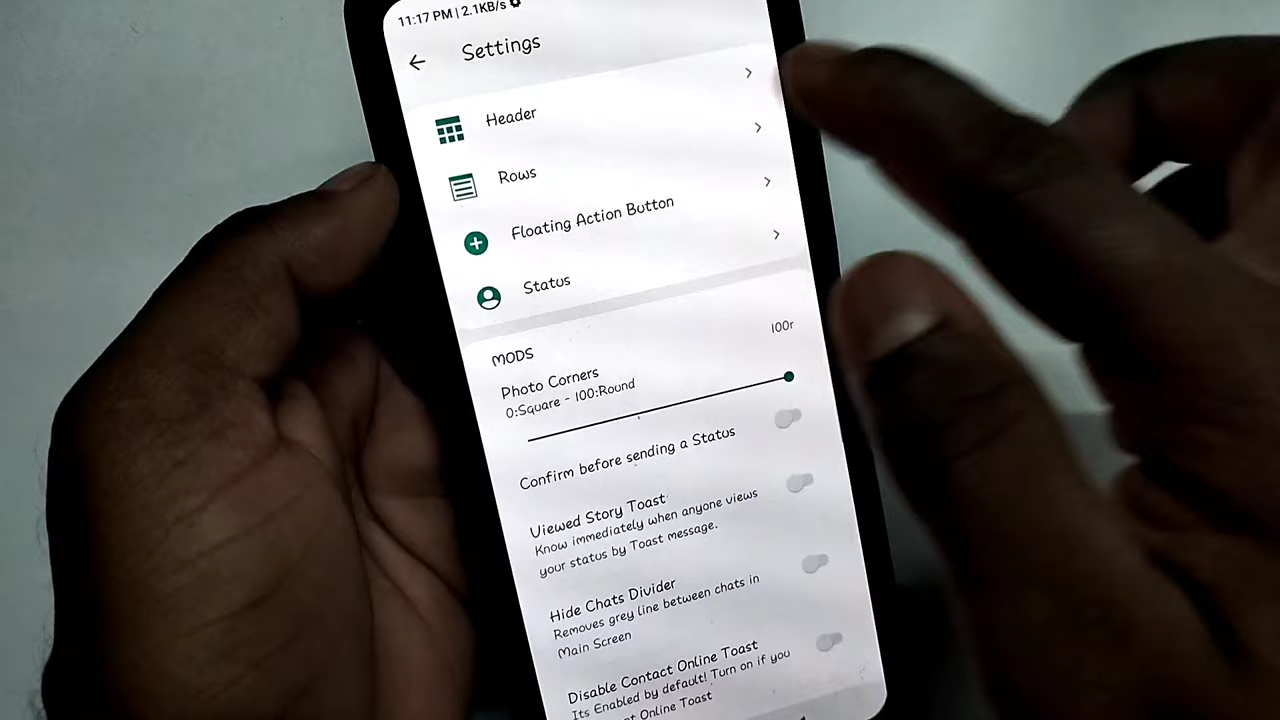 11:17 PM | 2.1KB/s
Settings
Header
Rows
Floating Action Button
Status
MODS
100r
Photo Corners
0:Square - 100:Round
Confirm before sending a Status
Viewed Story Toast
Know immediately when anyone views
your status by Toast message.
Hide Chats Divider
Removes grey line between chats in
Main Screen
Disable Contact Online Toast
Its Enabled by default! Turn on if you
Online Toast